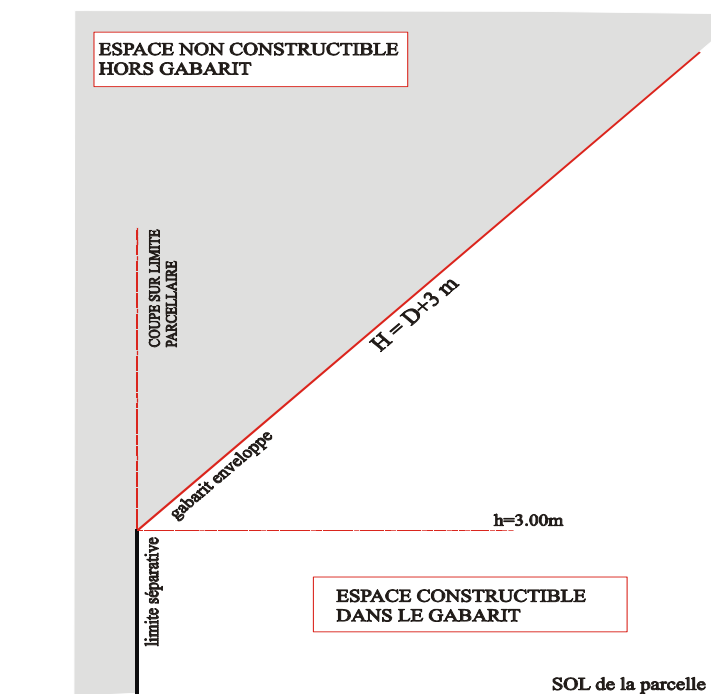 ESPACE NON CONSTRUCTIBLE
HORS GABARIT
COUPE SUR LIMITE
PARCELLAIRE
H = D+3 m
gabarit enveloppe
h=3.00m
limite séparative
ESPACE CONSTRUCTIBLE
DANS LE GABARIT
SOL de la parcelle